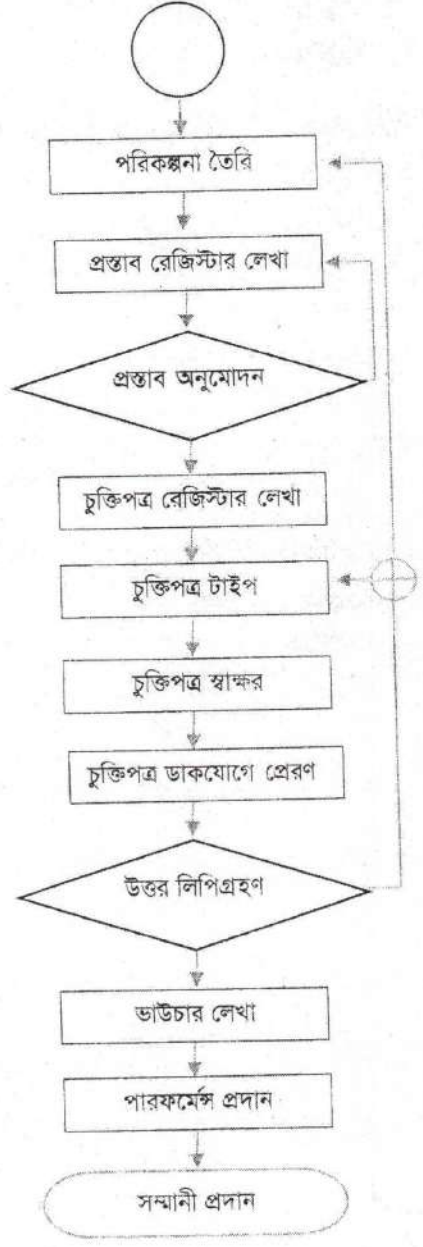 পরিকল্পনা তৈরি
প্রস্তাব রেজিস্টার লেখা
প্রস্তাব অনুমোদন
চুক্তিপত্র রেজিস্টার লেখা
চুক্তিপত্র টাইপ
চুক্তিপত্র স্বাক্ষর
চুক্তিপত্র ডাকযোগে প্রেরণ
উত্তর লিপিগ্রহণ
ভাউচার লেখা
পারফর্মেন্স প্রদান
সম্মানী প্রদান